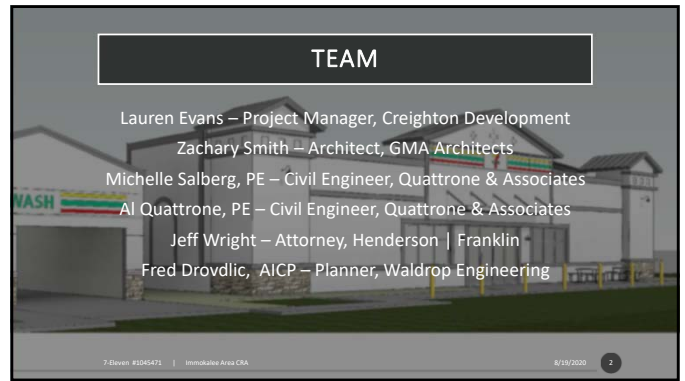 TEAM
Lauren Evans – Project Manager, Creighton Development
Zachary Smith – Architect, GMA Architects
Michelle Salberg, PE – Civil Engineer, Quattrone & Associates
WASH
Al Quattrone, PE – Civil Engineer, Quattrone & Associates
Jeff Wright – Attorney, Henderson | Franklin
Fred Drovdlic, AICP – Planner, Waldrop Engineering
7-Eleven #1045471 | Immokalee Area CRA
8/19/2020 2